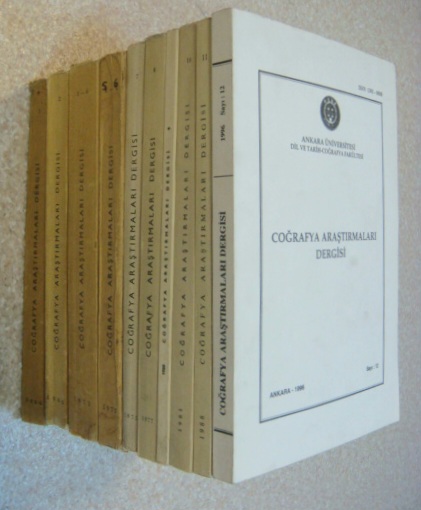 ANKARA ÜNİVERSİTESİ
DİL VE TARİH-COĞRAFYA FAKÜLTESİ
COĞRAFYA ARAŞTIRMALARI
DERGİSİ
Sayı : 12
ANKARA - 1996
COĞRAFYA ARAŞTIRMALARI DERGİSİ 1996 Sayı : 12
COĞRAFYA ARAŞTIRMALARI DERGİSİ 11
COĞRAFYA ARAŞTIRMALARI DERGİSİ
COĞRAFYA ARAŞTIRMALARI DERGİSİ
COĞRAFYA ARAŞTIRMALARI DERGİSİ
COĞRAFYA ARAŞTIRMALARI DERGİSİ
COĞRAFYA ARAŞTIRMALARI DERGİSİ 5 6
COĞRAFYA ARAŞTIRMALARI DERGİSİ
COĞRAFYA ARAŞTIRMALARI DERGİSİ
COĞRAFYA ARAŞTIRMALARI DERGİSİ